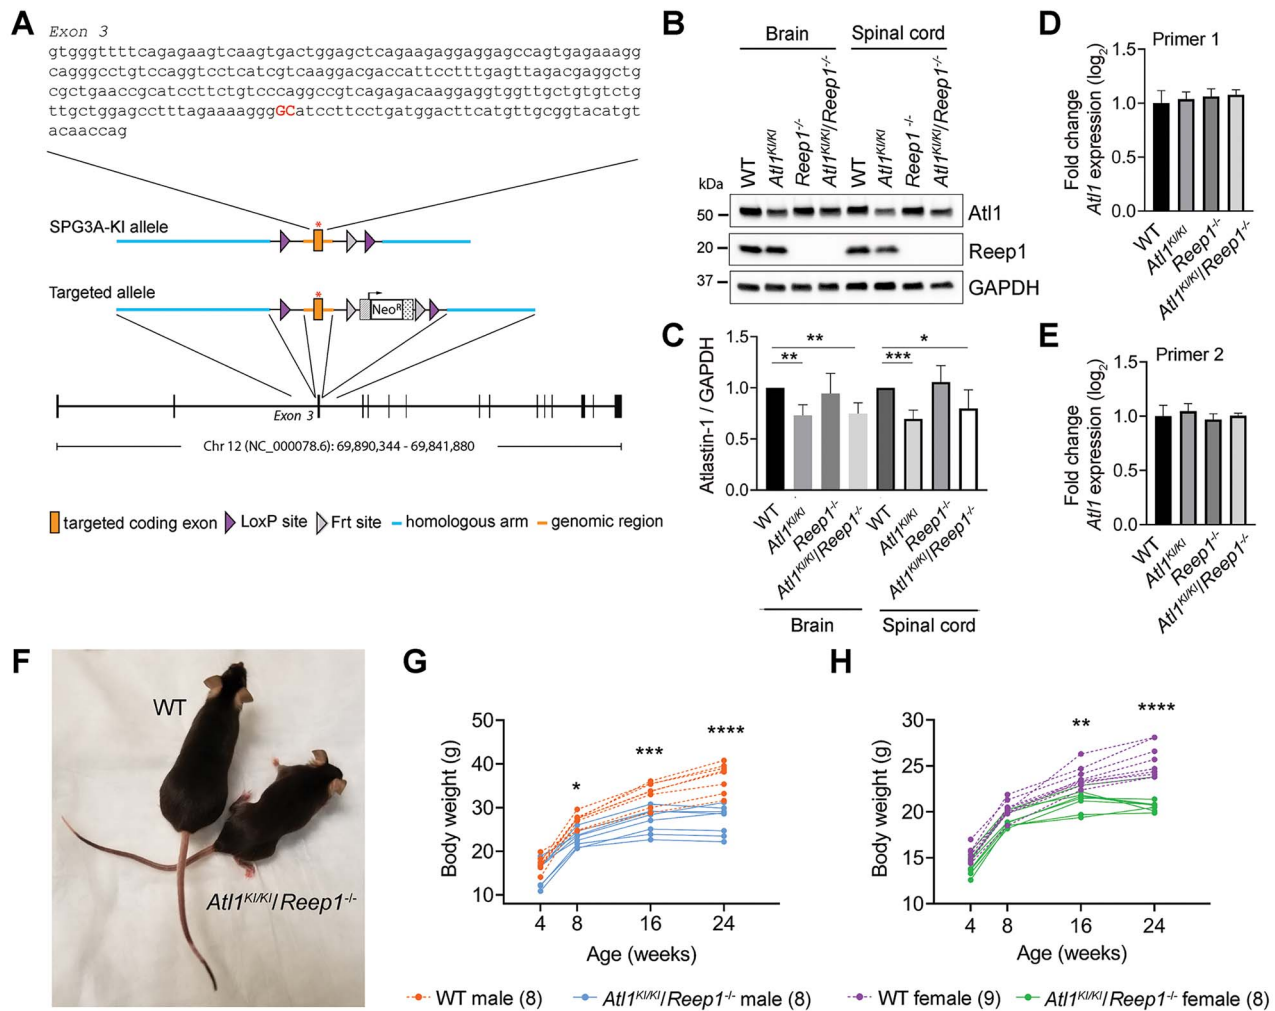 A
Exon 3
gtgggttttcagagaagtcaagtgactggagctcagaagaggaggagccagtgagaaagg
cagggcctgtccaggtcctcatcgtcaaggacgaccattcctttgagttagacgaggctg
cgctgaaccgcatccttctgtcccaggccgtcagagacaaggaggtggttgctgtgtctg
ttgctggagcctttagaaaagggGCatccttcctgatggacttcatgttgcggtacatgt
acaaccag
*
SPG3A-KI allele
Targeted allele
*
NeoR
Exon 3
Chr 12 (NC_000078.6): 69,890,344 - 69,841,880
targeted coding exon
LoxP site
Frt site
homologous arm
genomic region
B
Brain
Spinal cord
WT
Atl1KI/KI
Reep1-/-
Atl1KI/KI/Reep1-/-
WT
Atl1KI/KI
Reep1-/-
Atl1KI/KI/Reep1-/-
kDa
50
Atl1
20
Reep1
37
GAPDH
C
Atlastin-1 / GAPDH
1.5
1.0
0.5
0.0
**
**
***
*
WT
Atl1KI/KI
Reep1-/-
Atl1KI/KI/Reep1-/-
WT
Atl1KI/KI
Reep1-/-
Atl1KI/KI/Reep1-/-
Brain
Spinal cord
D
Primer 1
Fold change
Atl1 expression (log2)
1.5
1.0
0.5
0.0
WT
Atl1KI/KI
Reep1-/-
Atl1KI/KI/Reep1-/-
E
Primer 2
Fold change
Atl1 expression (log2)
1.5
1.0
0.5
0.0
WT
Atl1KI/KI
Reep1-/-
Atl1KI/KI/Reep1-/-
F
WT
Atl1KI/KI/Reep1-/-
G
Body weight (g)
50
40
30
20
10
*
***
****
4
8
16
24
Age (weeks)
WT male (8)
Atl1KI/KI/Reep1-/- male (8)
H
Body weight (g)
30
25
20
15
10
**
****
4
8
16
24
Age (weeks)
WT female (9)
Atl1KI/KI/Reep1-/- female (8)